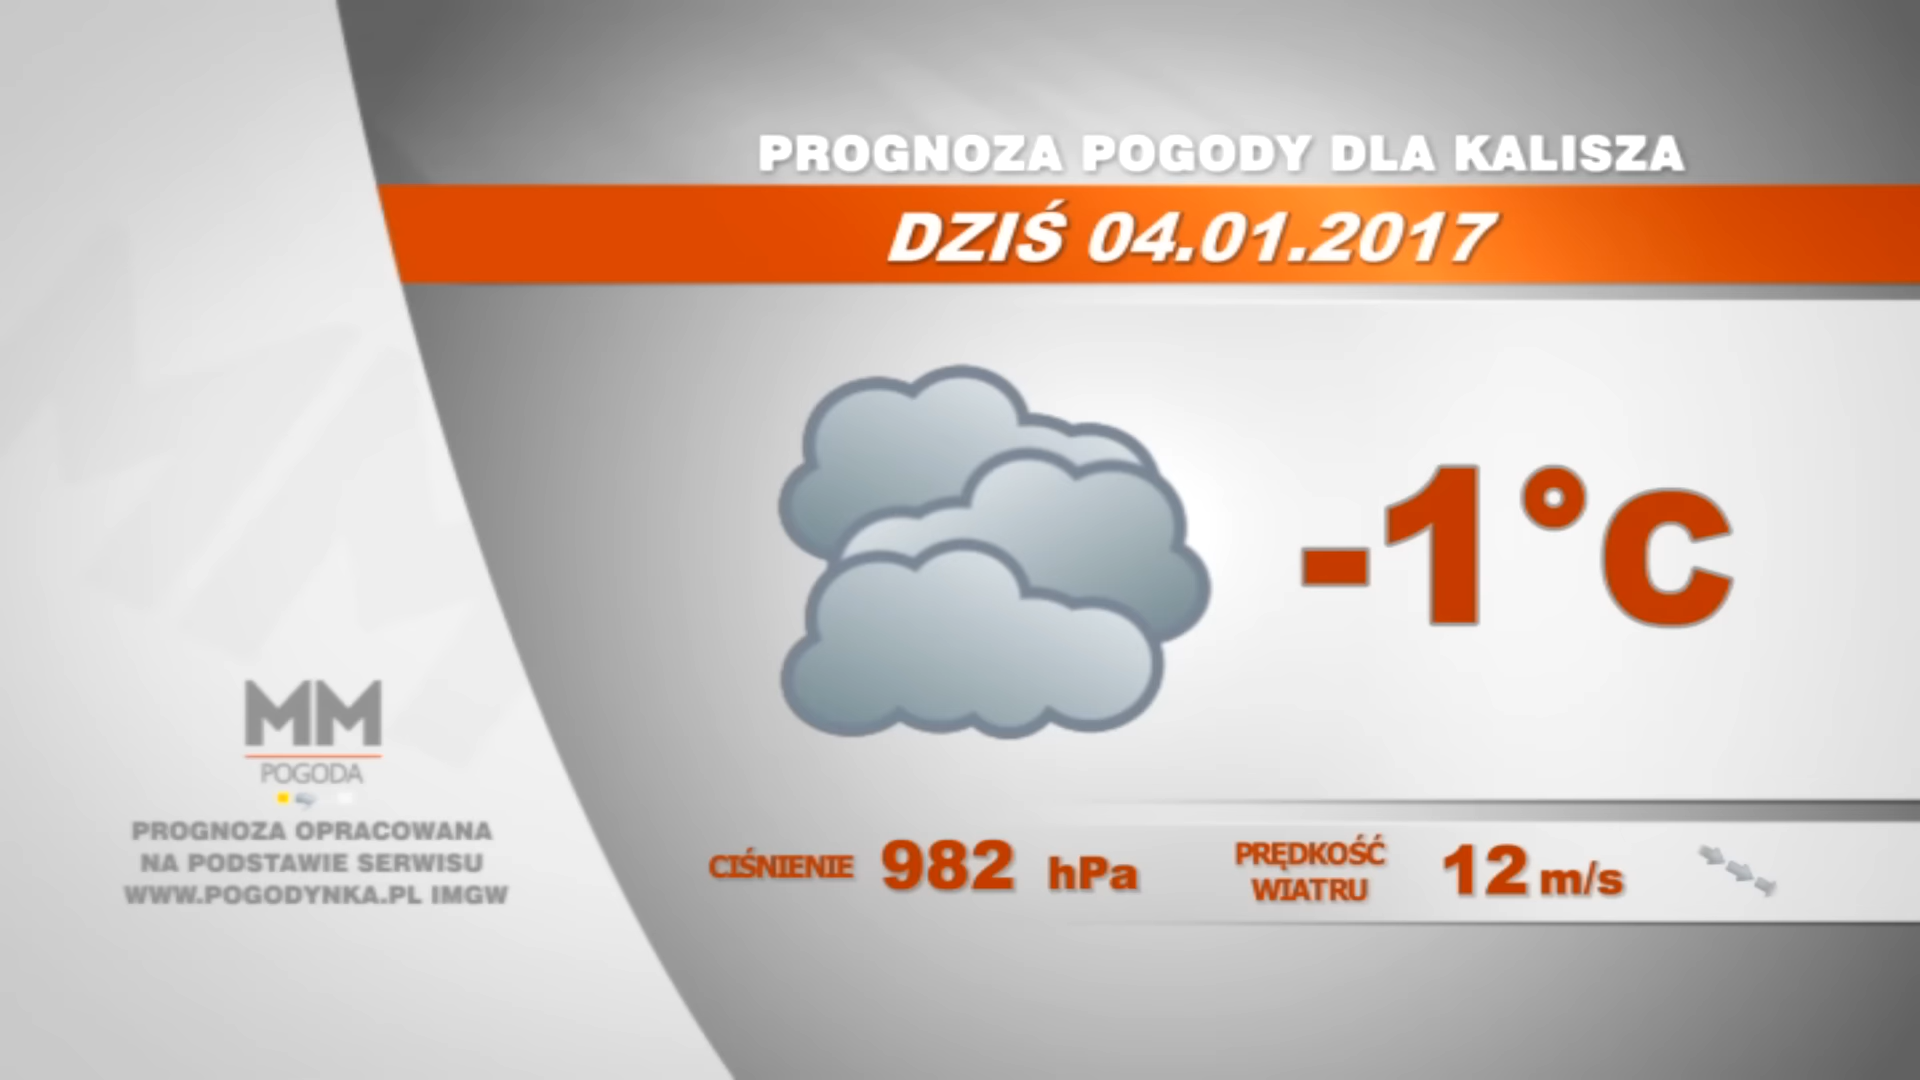 PROGNOZA POGODY DLA KALISZA
DZIŚ 04.01.2017
-1°C
MM
POGODA
PROGNOZA OPRACOWANA
NA PODSTAWIE SERWISU
WWW.POGODYNKA.PL IMGW
CIŚNIENIE 982 hPa
PRĘDKOŚĆ
WIATRU
12 m/s